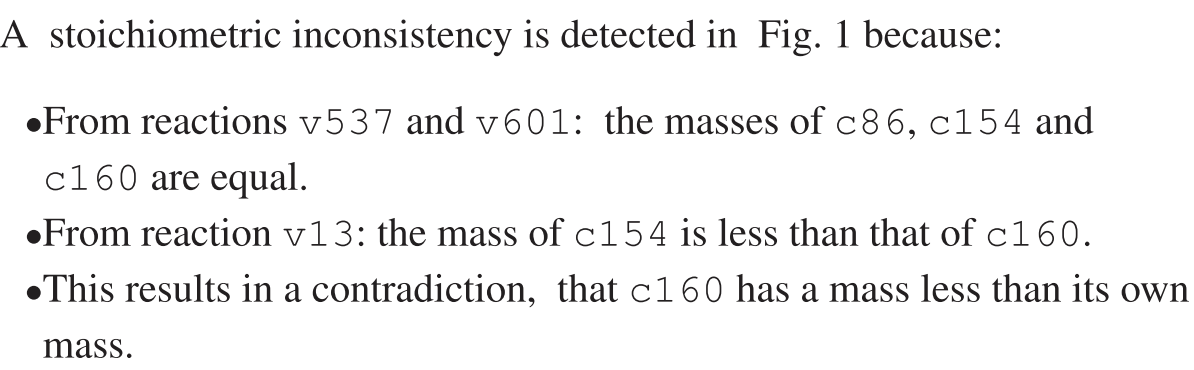 A stoichiometric inconsistency is detected in Fig. 1 because:
•From reactions v537 and v601: the masses of c86, c154 and
c160 are equal.
•From reaction v13: the mass of c154 is less than that of c160.
•This results in a contradiction, that c160 has a mass less than its own
mass.